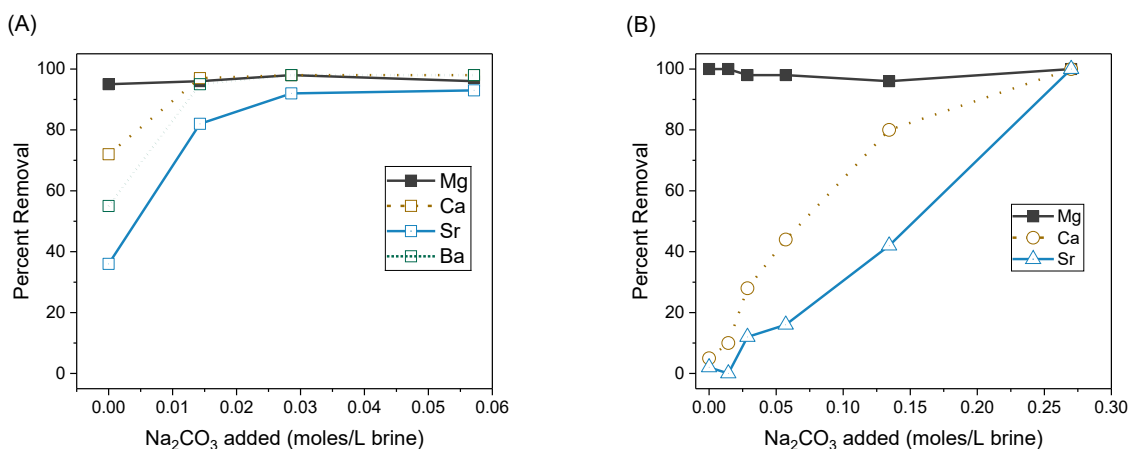 (A)
100
80
60
40
20
0
Percent Removal
Mg
Ca
Sr
Ba
0.00 0.01 0.02 0.03 0.04 0.05 0.06
Na₂CO₃ added (moles/L brine)
(B)
100
80
60
40
20
0
Percent Removal
Mg
Ca
Sr
0.00 0.05 0.10 0.15 0.20 0.25 0.30
Na₂CO₃ added (moles/L brine)